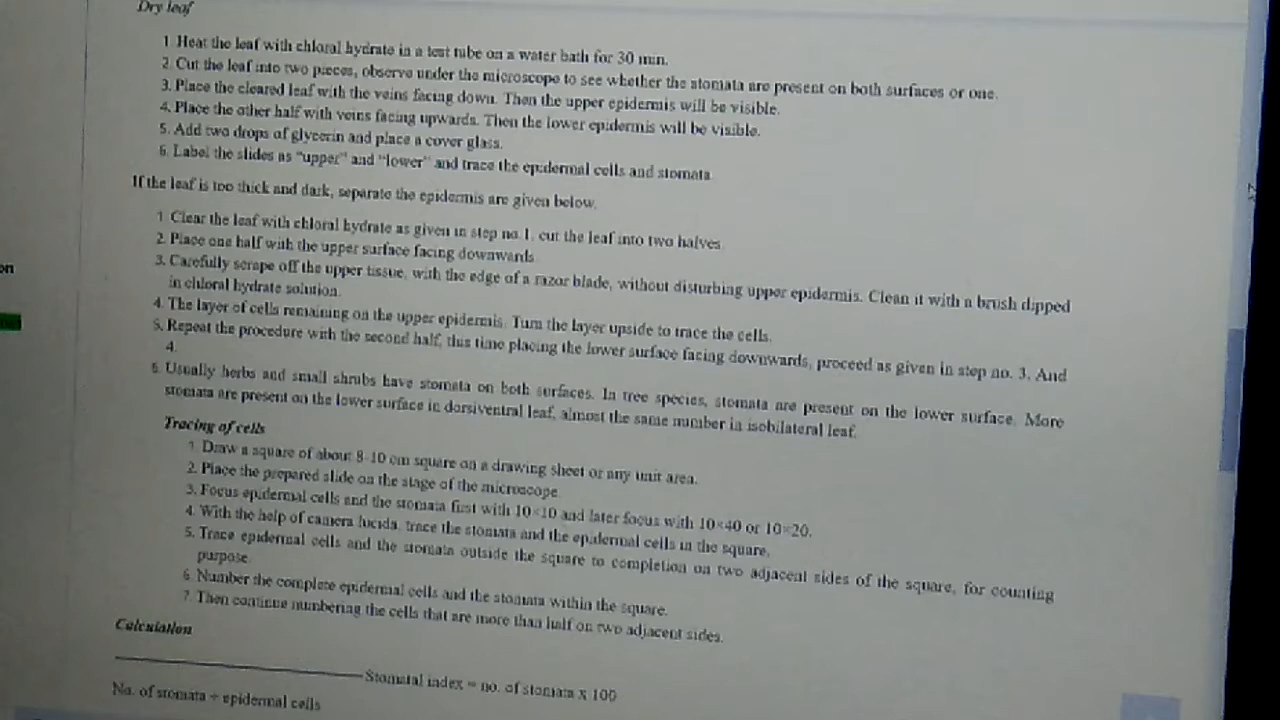 Dry leaf
1. Heat the leaf with chloral hydrate in a test tube on a water bath for 30 min.
2. Cut the leaf into two pieces, observe under the microscope to see whether the stomata are present on both surfaces or one.
3. Place the cleared leaf with the veins facing down. Then the upper epidermis will be visible.
4. Place the other half with veins facing upwards. Then the lower epidermis will be visible.
5. Add two drops of glycerin and place a cover glass.
6. Label the slides as "upper" and "lower" and trace the epidermal cells and stomata.
If the leaf is too thick and dark, separate the epidermis are given below.
1. Clear the leaf with chloral hydrate as given in step no. 1, cut the leaf into two halves.
2. Place one half with the upper surface facing downwards.
3. Carefully scrape off the upper tissue, with the edge of a razor blade, without disturbing upper epidermis. Clean it with a brush dipped
in chloral hydrate solution.
4. The layer of cells remaining on the upper epidermis. Turn the layer upside to trace the cells.
5. Repeat the procedure with the second half, this time placing the lower surface facing downwards, proceed as given in step no. 3. And
4.
6. Usually herbs and small shrubs have stomata on both surfaces. In tree species, stomata are present on the lower surface. More
stomata are present on the lower surface in dorsiventral leaf, almost the same number in isobilateral leaf.
Tracing of cells
1. Draw a square of about 8-10 cm square on a drawing sheet or any unit area.
2. Place the prepared slide on the stage of the microscope.
3. Focus epidermal cells and the stomata first with 10×10 and later focus with 10×40 or 10×20.
4. With the help of camera lucida, trace the stomata and the epidermal cells in the square.
5. Trace epidermal cells and the stomata outside the square to completion on two adjacent sides of the square, for counting
purpose.
6. Number the complete epidermal cells and the stomata within the square.
7. Then continue numbering the cells that are more than half on two adjacent sides.
Calculation
Stomatal index = no. of stomata x 100
No. of stomata + epidermal cells
on